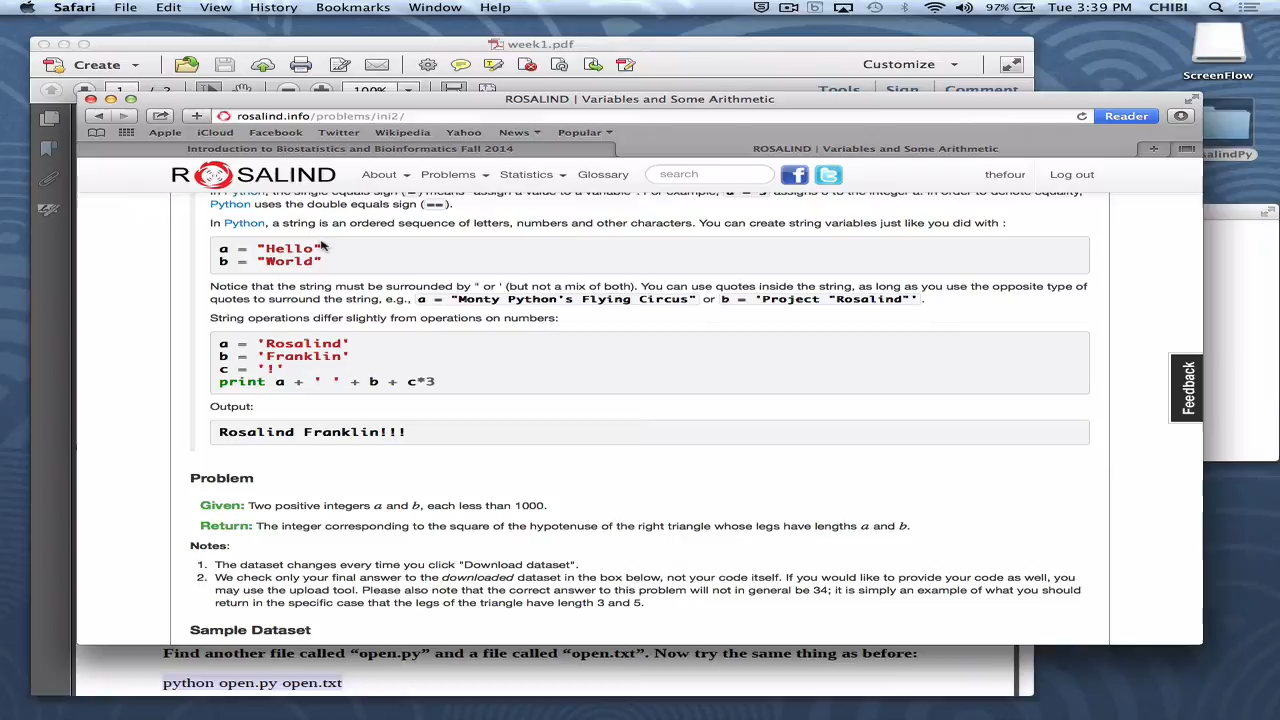 Safari File Edit View History Bookmarks Window Help 97% Tue 3:39 PM CHIBI
week1.pdf
Create Customize
1 / 2 100% Tools Sign Comment
ROSALIND | Variables and Some Arithmetic
rosalind.info/problems/ini2/ Reader
Apple iCloud Facebook Twitter Wikipedia Yahoo News Popular
Introduction to Biostatistics and Bioinformatics Fall 2014 ROSALIND | Variables and Some Arithmetic
ROSALIND About Problems Statistics Glossary search thefour Log out
ScreenFlow
salindPy
Python uses the double equals sign (==).
In Python, a string is an ordered sequence of letters, numbers and other characters. You can create string variables just like you did with :
a = "Hello"
b = "World"
Notice that the string must be surrounded by " or ' (but not a mix of both). You can use quotes inside the string, as long as you use the opposite type of
quotes to surround the string, e.g., a = "Monty Python's Flying Circus" or b = 'Project "Rosalind"'.
String operations differ slightly from operations on numbers:
a = 'Rosalind'
b = 'Franklin'
c = '!'
print a + ' ' + b + c*3
Output:
Rosalind Franklin!!!
Feedback
Problem
Given: Two positive integers a and b, each less than 1000.
Return: The integer corresponding to the square of the hypotenuse of the right triangle whose legs have lengths a and b.
Notes:
1. The dataset changes every time you click "Download dataset".
2. We check only your final answer to the downloaded dataset in the box below, not your code itself. If you would like to provide your code as well, you
may use the upload tool. Please also note that the correct answer to this problem will not in general be 34; it is simply an example of what you should
return in the specific case that the legs of the triangle have length 3 and 5.
Sample Dataset
Find another file called “open.py” and a file called “open.txt”. Now try the same thing as before:
python open.py open.txt